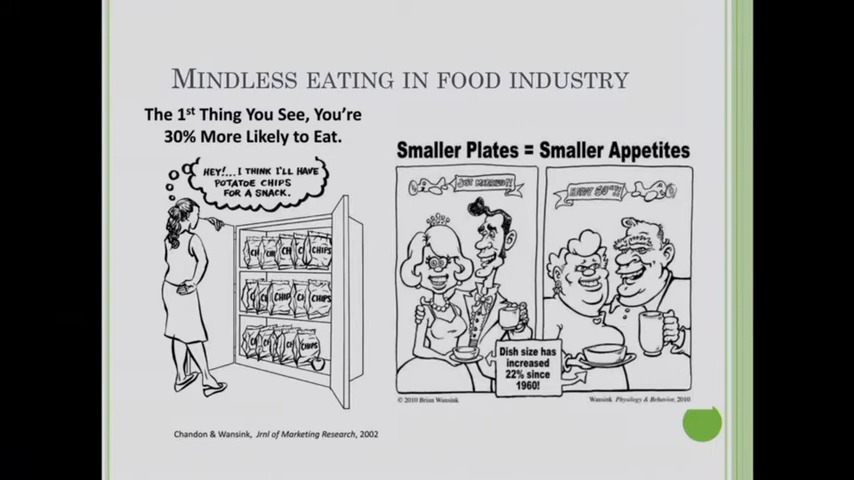 MINDLESS EATING IN FOOD INDUSTRY
The 1st Thing You See, You're
30% More Likely to Eat.
HEY!...I THINK I'LL HAVE
POTATOE CHIPS
FOR A SNACK.
CHIPS
CHIP
CHIPS
CHIPS
Smaller Plates = Smaller Appetites
JUST MARRIED!!
Dish size has
increased
22% since
1960!
© 2010 Brian Wansink
Wansink Physiology & Behavior, 2010
Chandon & Wansink, Jrnl of Marketing Research, 2002